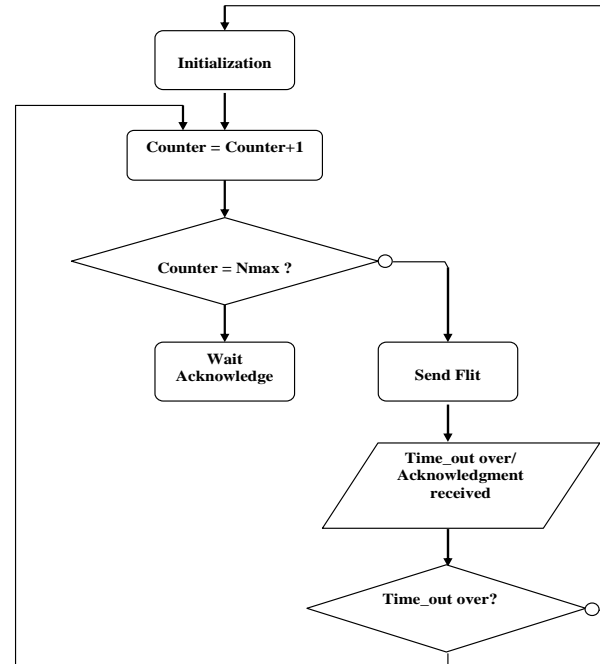 Initialization
Counter = Counter+1
Counter = Nmax ?
Wait
Acknowledge
Send Flit
Time_out over/
Acknowledgment
received
Time_out over?